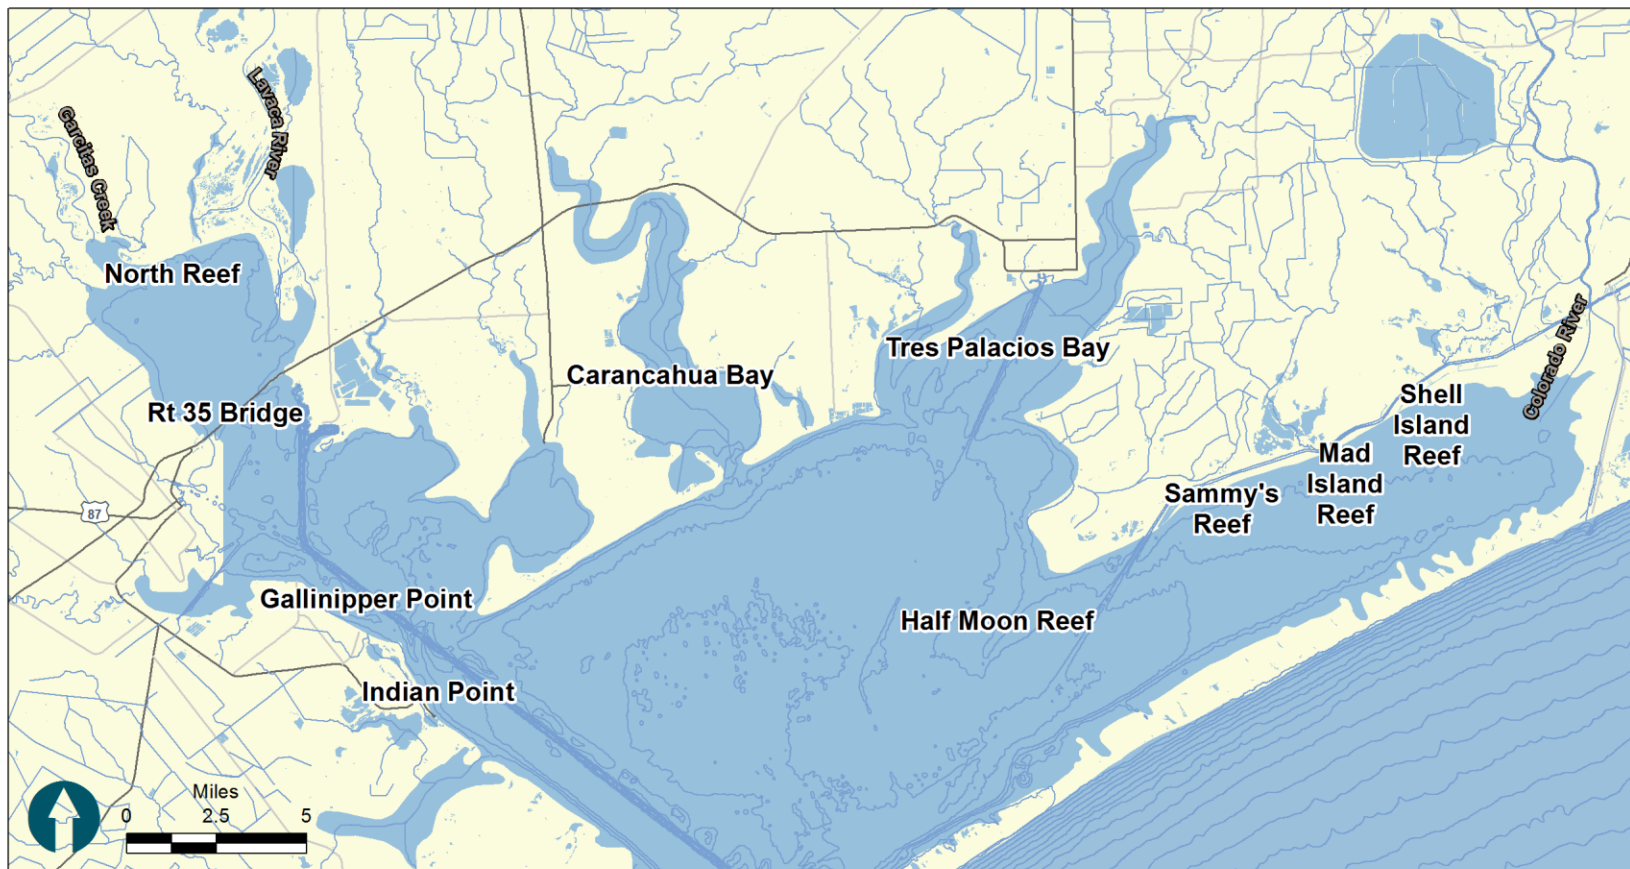 Lavaca River
Garcitas Creek
North Reef
Colorado River
Tres Palacios Bay
Carancahua Bay
Rt 35 Bridge
Shell
Island
Reef
Mad
Island
Reef
Sammy's
Reef
87
Gallinipper Point
Half Moon Reef
Indian Point
Miles
0 2.5 5